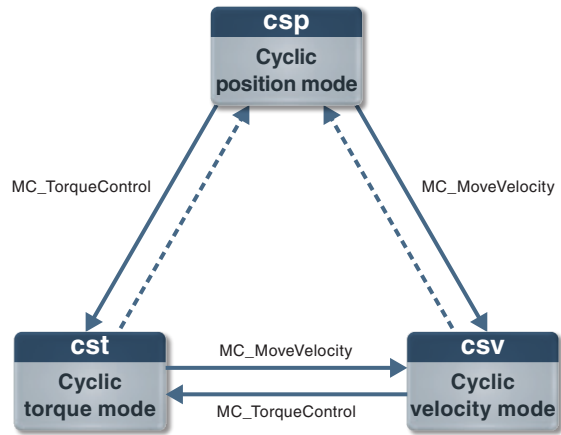 csp
Cyclic
position mode
MC_TorqueControl
MC_MoveVelocity
cst
Cyclic
torque mode
MC_MoveVelocity
MC_TorqueControl
csv
Cyclic
velocity mode